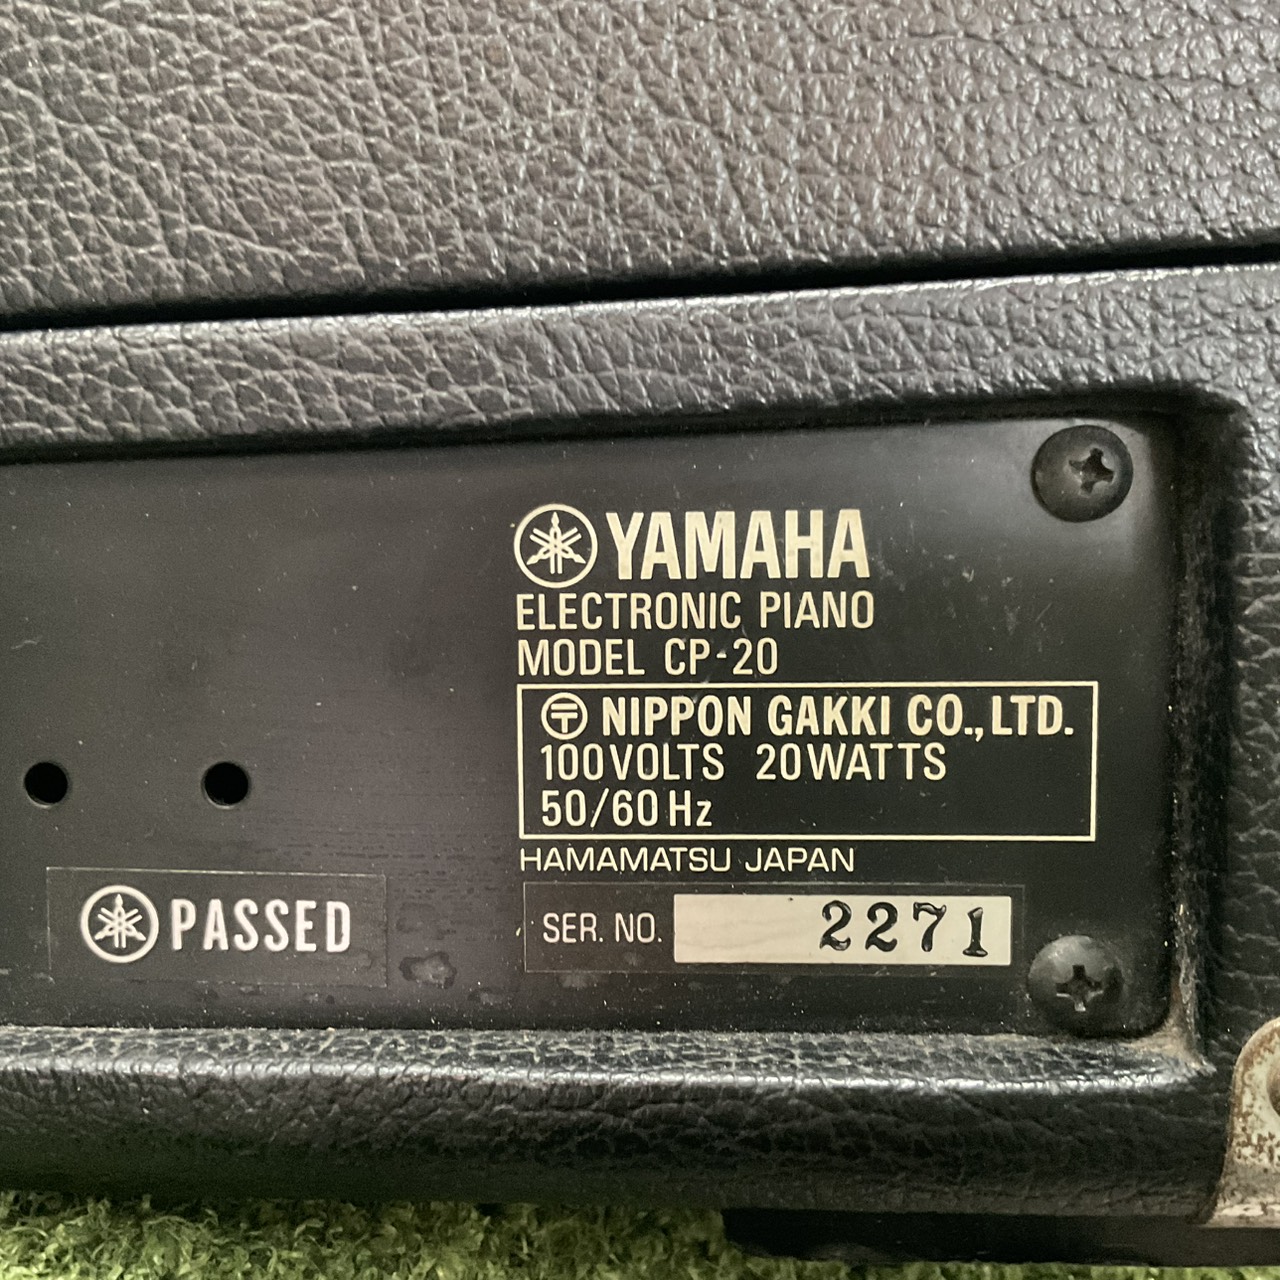 YAMAHA
ELECTRONIC PIANO
MODEL CP-20
〶 NIPPON GAKKI CO., LTD.
100VOLTS 20WATTS
50/60Hz
HAMAMATSU JAPAN
SER. NO. 2271
PASSED